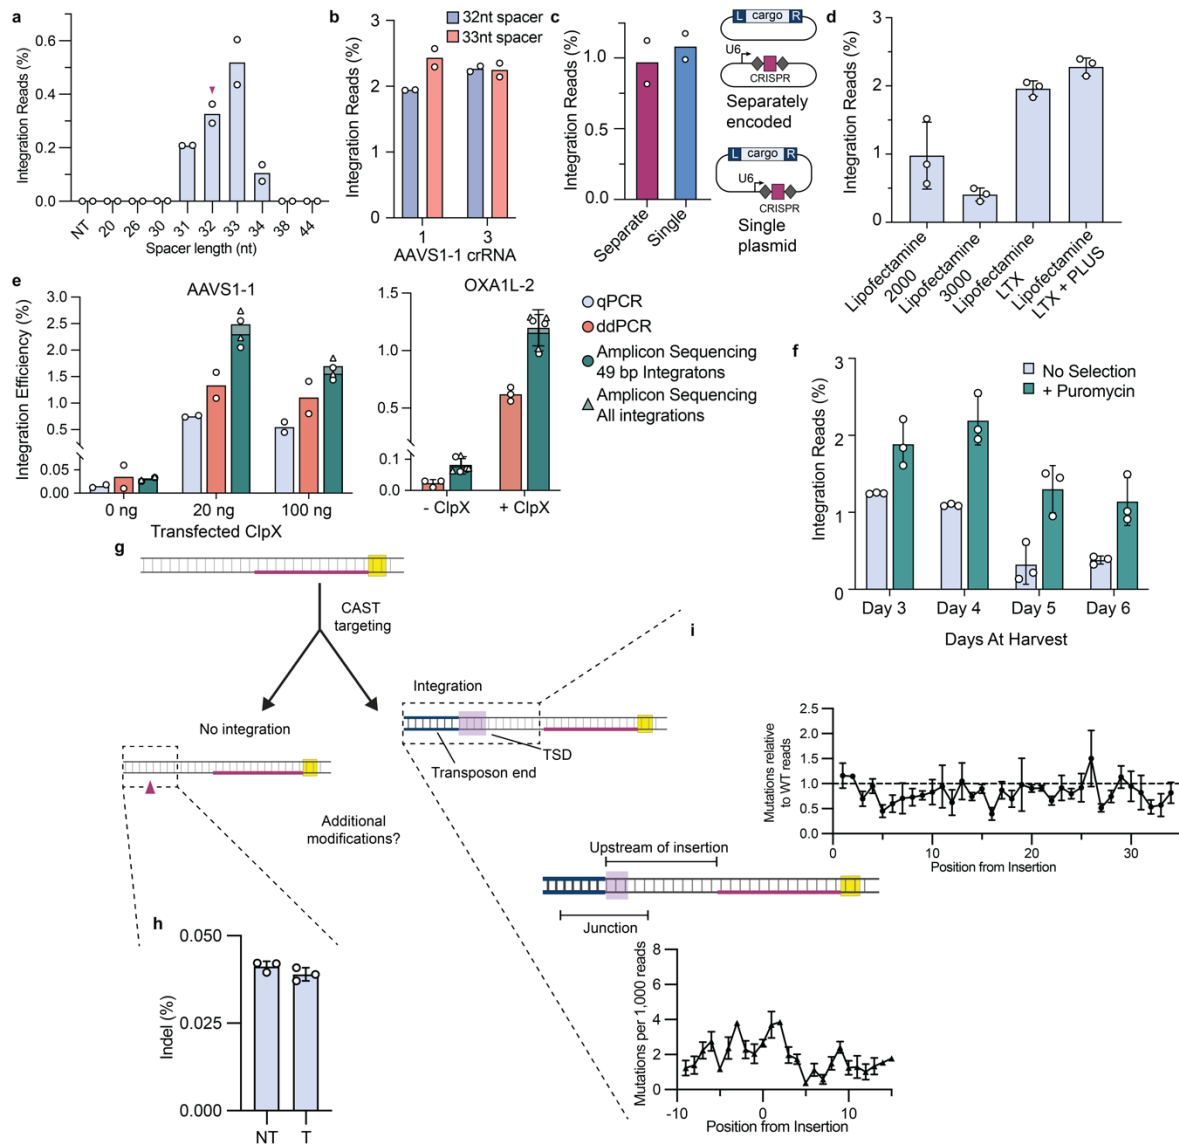 a
Integration Reads (%)
0.6
0.4
0.2
0.0
NT
20
26
30
31
32
33
34
38
44
Spacer length (nt)
b
Integration Reads (%)
3
2
1
0
32nt spacer
33nt spacer
1
3
AAVS1-1 crRNA
c
Integration Reads (%)
1.0
0.5
0.0
Separate
Single
L cargo R
U6
CRISPR
Separately
encoded
L cargo R
U6
CRISPR
Single
plasmid
d
Integration Reads (%)
3
2
1
0
Lipofectamine
2000
Lipofectamine
3000
Lipofectamine
LTX
Lipofectamine
LTX + PLUS
e
AAVS1-1
Integration Efficiency (%)
3.0
2.5
2.0
1.5
1.0
0.5
0.05
0.00
0 ng
20 ng
100 ng
Transfected ClpX
OXA1L-2
1.5
1.0
0.5
0.1
0.0
- ClpX
+ ClpX
qPCR
ddPCR
Amplicon Sequencing
49 bp Integratons
Amplicon Sequencing
All integrations
f
Integration Reads (%)
3
2
1
0
No Selection
+ Puromycin
Day 3
Day 4
Day 5
Day 6
Days At Harvest
g
CAST
targeting
No integration
Integration
TSD
Transposon end
Additional
modifications?
h
Indel (%)
0.050
0.025
0.000
NT
T
i
Mutations relative
to WT reads
2.5
2.0
1.5
1.0
0.5
0.0
0
10
20
30
Position from Insertion
Upstream of insertion
Junction
Mutations per 1,000 reads
8
6
4
2
0
-10
0
10
Position from Insertion